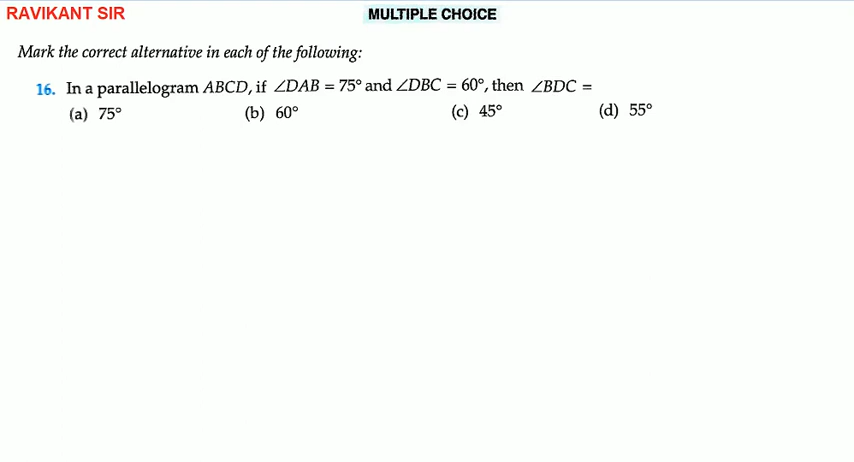 RAVIKANT SIR
MULTIPLE CHOICE
Mark the correct alternative in each of the following:
16. In a parallelogram ABCD, if ∠DAB = 75° and ∠DBC = 60°, then ∠BDC =
(a) 75° (b) 60° (c) 45° (d) 55°